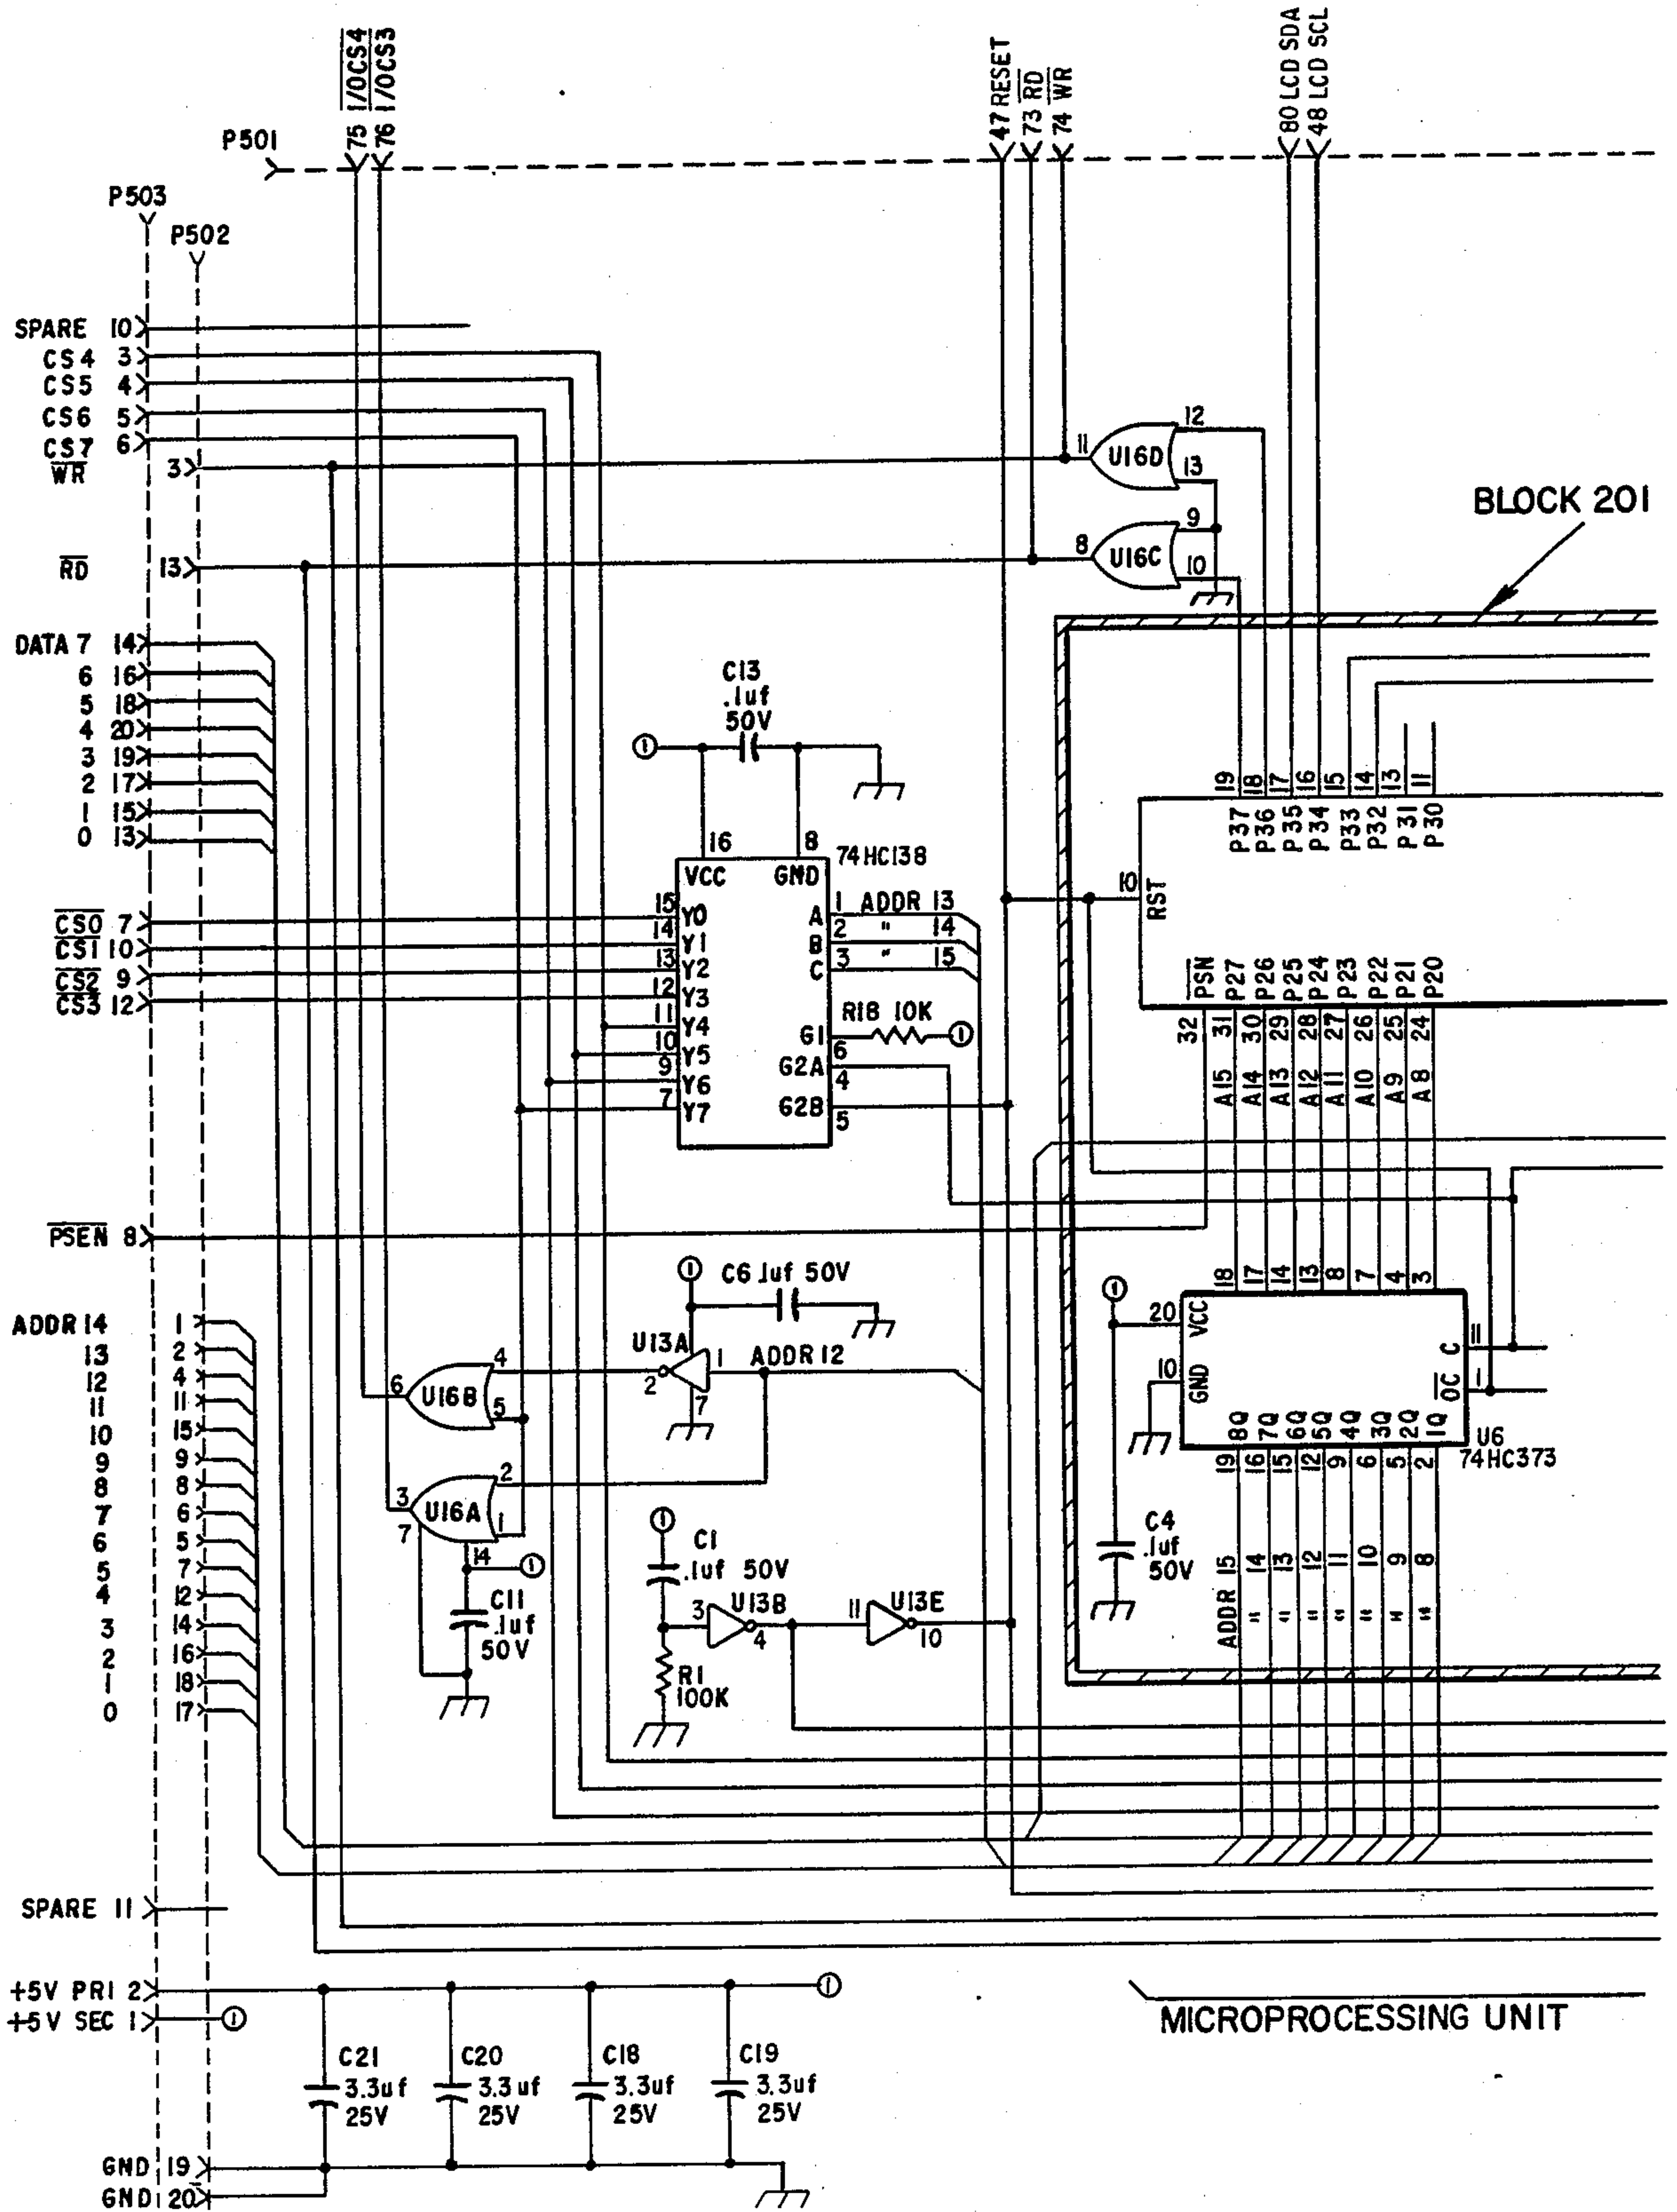 75 I/OCS4
76 I/OCS3
47 RESET
73 RD
74 WR
80 LCD SDA
48 LCD SCL
P501
P503
P502
SPARE 10
CS4 3
CS5 4
CS6 5
CS7 6
WR 3
RD 13
11 U16D 12
13
8 U16C 9
10
BLOCK 201
DATA 7 14
6 16
5 18
4 20
3 19
2 17
1 15
0 13
C13
.1uf
50V
1
16 8
74HC138
VCC GND
CS0 7
CS1 10
CS2 9
CS3 12
15 Y0
14 Y1
13 Y2
12 Y3
11 Y4
10 Y5
9 Y6
7 Y7
A 1 ADDR 13
B 2 " 14
C 3 " 15
R18 10K
G1 6
1
G2A 4
G2B 5
19 18 17 16 15 14 13 11
P37 P36 P35 P34 P33 P32 P31 P30
10 RST
PSN P27 P26 P25 P24 P23 P22 P21 P20
32 31 30 29 28 27 26 25 24
A15 A14 A13 A12 A11 A10 A9 A8
PSEN 8
1
C6 .1uf 50V
U13A
2 1 ADDR 12
7
6 U16B 4
5
3 U16A 2
7 1
14 1
C11
.1uf
50V
1
C1
.1uf 50V
3 U13B 4
11 U13E 10
R1
100K
ADDR 14 1
13 2
12 4
11 11
10 15
9 9
8 8
7 6
6 5
5 7
4 12
3 14
2 16
1 18
0 17
1
18 17 14 13 8 7 4 3
20 VCC
10 GND
C 11
OC 1
8Q 7Q 6Q 5Q 4Q 3Q 2Q 1Q
19 16 15 12 9 6 5 2
U6
74HC373
C4
.1uf
50V
ADDR 15 " 14 " 13 " 12 " 11 " 10 " 9 " 8
SPARE 11
+5V PRI 2
1
+5V SEC 1
1
MICROPROCESSING UNIT
C21
3.3uf
25V
C20
3.3uf
25V
C18
3.3uf
25V
C19
3.3uf
25V
GND 19
GND 20